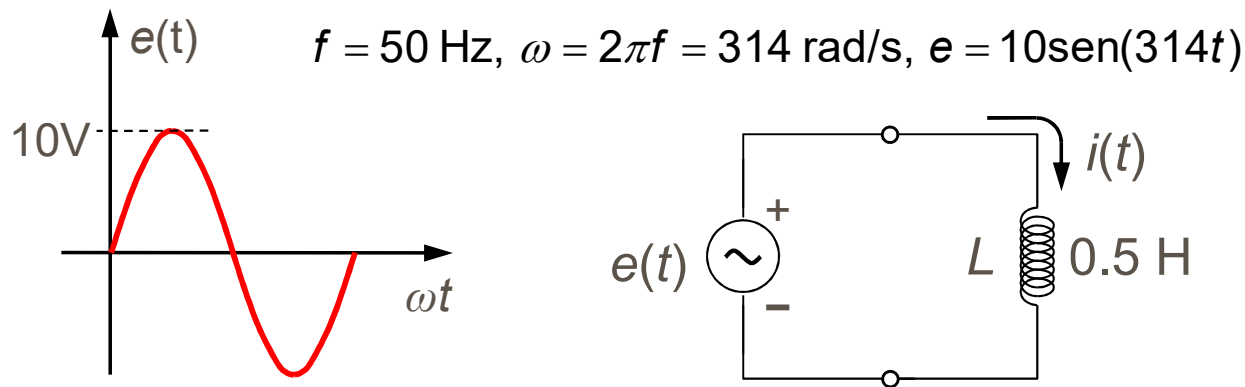 e(t)
f = 50 Hz, ω = 2πf = 314 rad/s, e = 10sen(314t)
10V
ωt
i(t)
+
e(t)
L 0.5 H
−